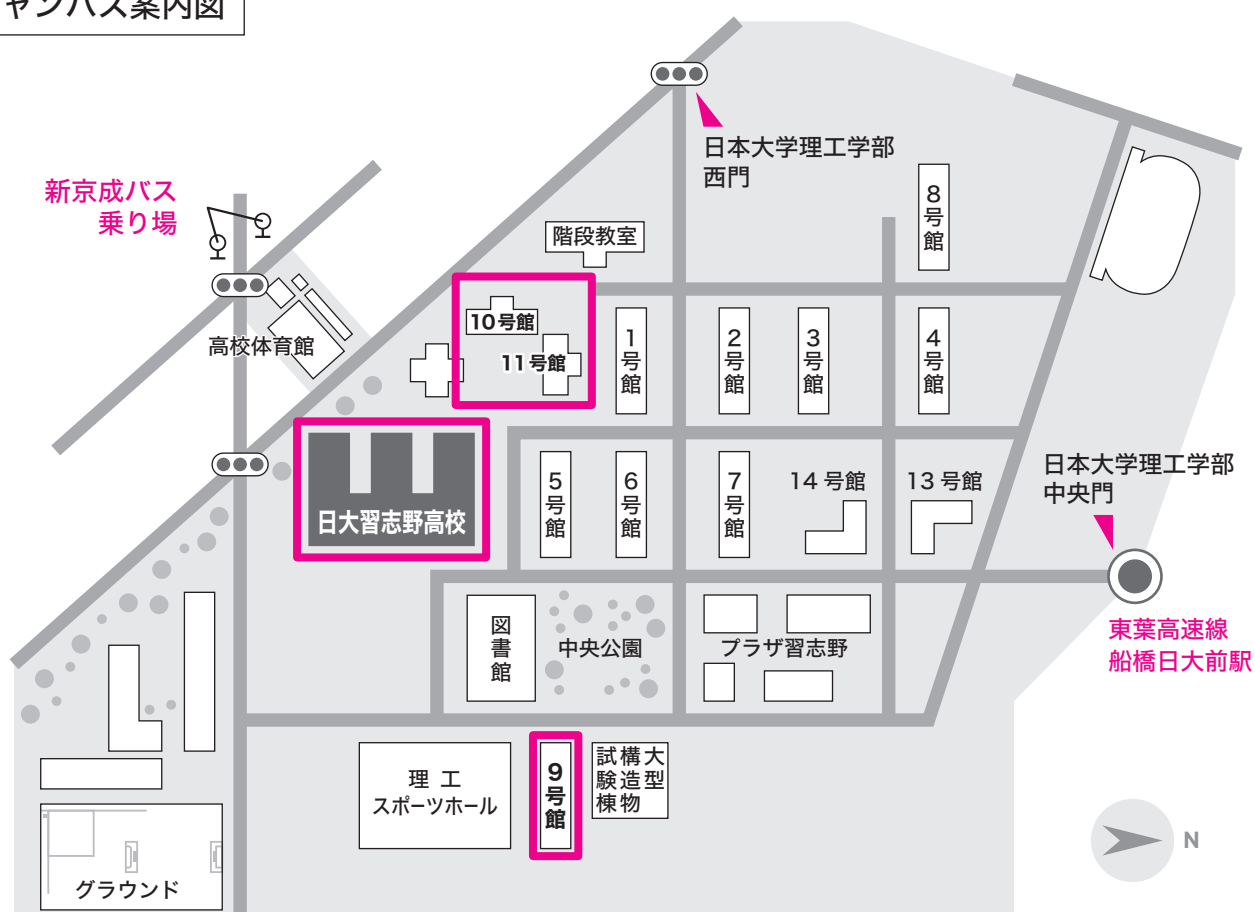 ャンパス案内図
日本大学理工学部
西門
新京成バス
乗り場
8号館
階段教室
10号館
11号館
高校体育館
1号館
2号館
3号館
4号館
日大習志野高校
5号館
6号館
7号館
14 号館
13 号館
日本大学理工学部
中央門
東葉高速線
船橋日大前駅
図書館
中央公園
プラザ習志野
理 工
スポーツホール
9号館
大型
構造物
試験棟
グラウンド
N